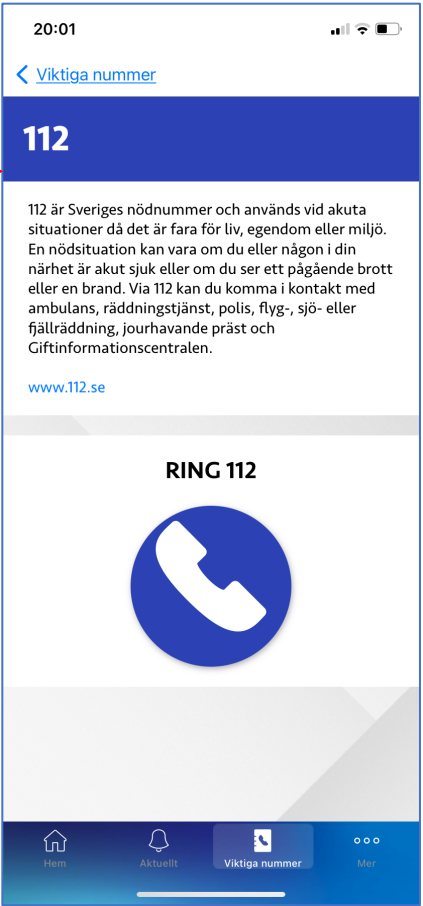 20:01
Viktiga nummer
112
112 är Sveriges nödnummer och används vid akuta
situationer då det är fara för liv, egendom eller miljö.
En nödsituation kan vara om du eller någon i din
närhet är akut sjuk eller om du ser ett pågående brott
eller en brand. Via 112 kan du komma i kontakt med
ambulans, räddningstjänst, polis, flyg-, sjö- eller
fjällräddning, jourhavande präst och
Giftinformationscentralen.
www.112.se
RING 112
Hem Aktuellt Viktiga nummer Mer